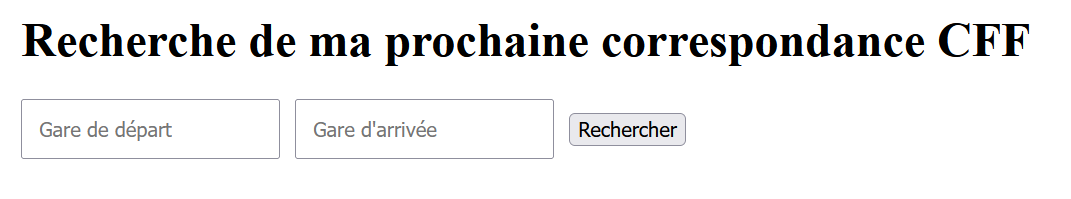 Recherche de ma prochaine correspondance CFF
Gare de départ Gare d'arrivée Rechercher